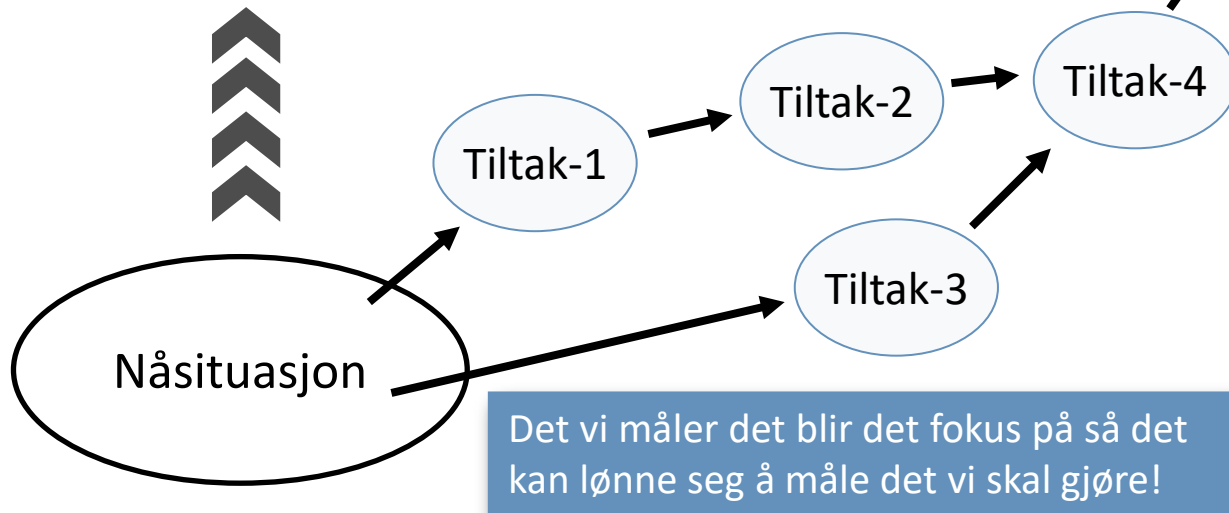 Tiltak-4
Tiltak-2
Tiltak-1
Tiltak-3
Nåsituasjon
Det vi måler det blir det fokus på så det
kan lønne seg å måle det vi skal gjøre!